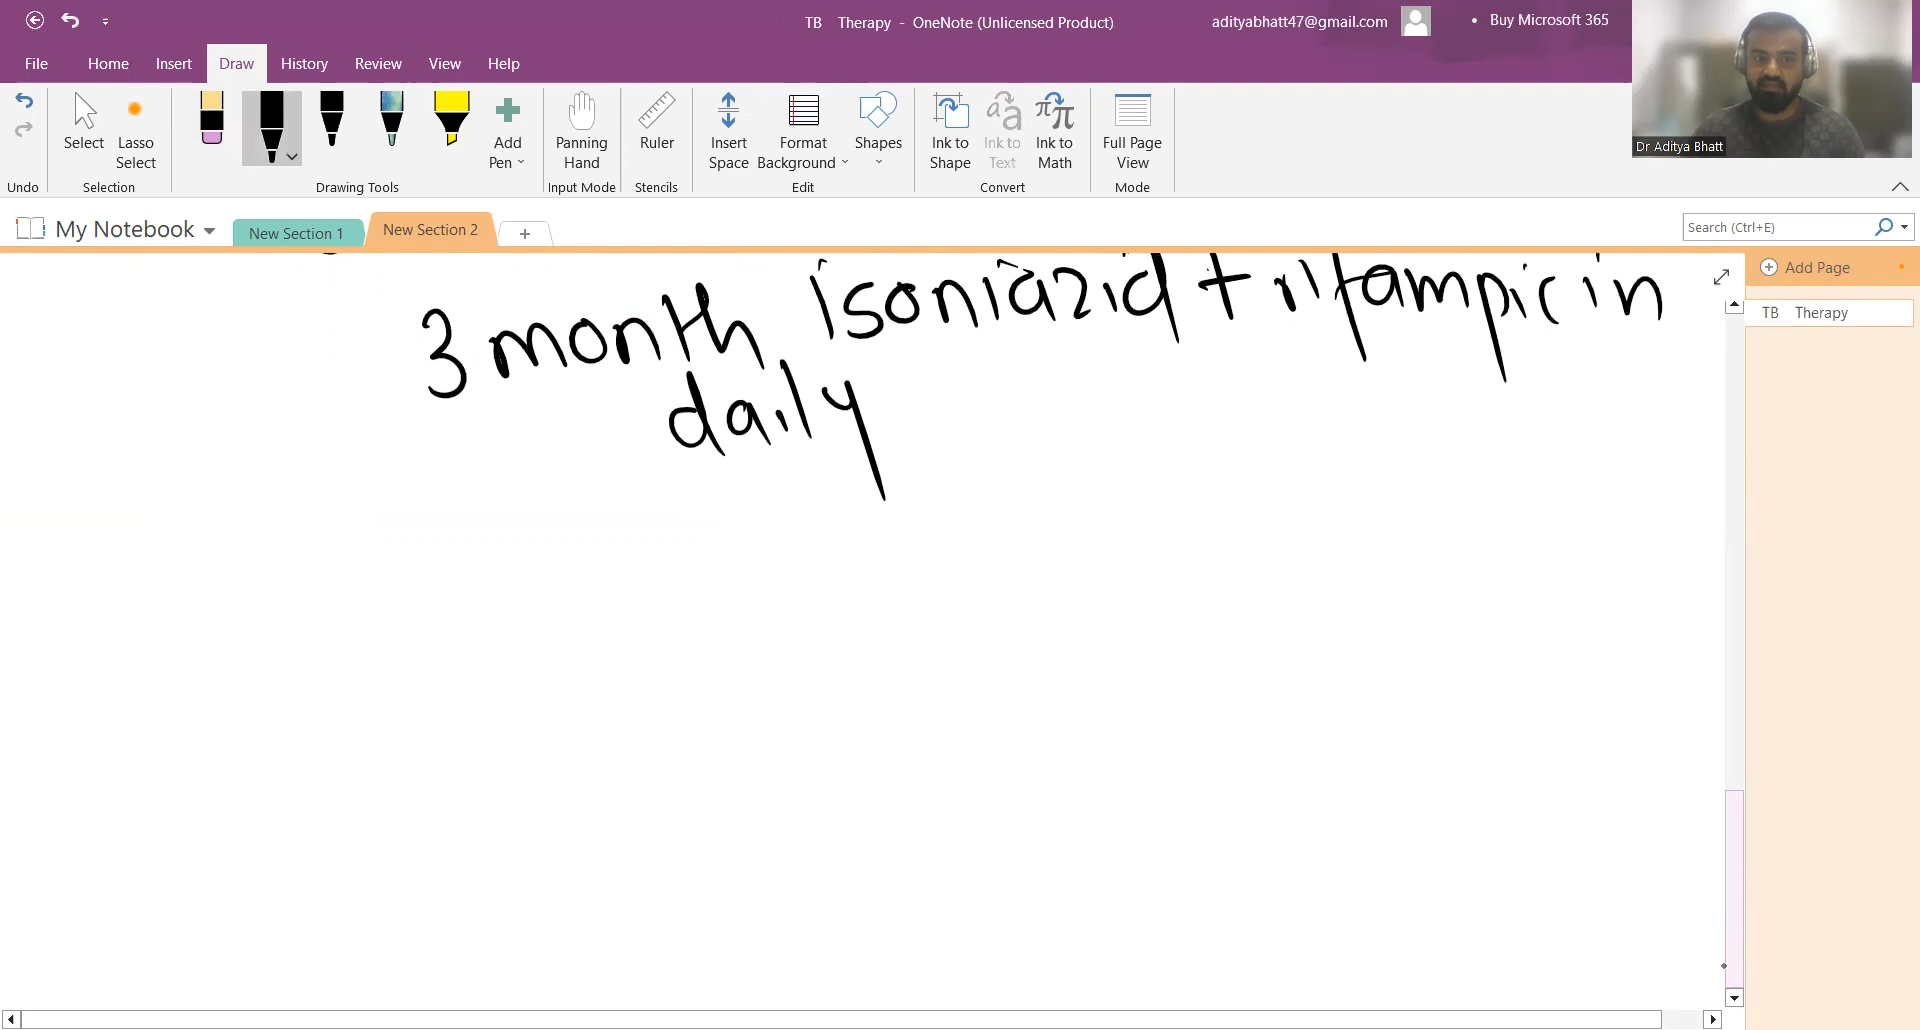 TB Therapy - OneNote (Unlicensed Product)
adityabhatt47@gmail.com
• Buy Microsoft 365
File Home Insert Draw History Review View Help
Select
Lasso Select
Add Pen
Panning Hand
Ruler
Insert Space
Format Background
Shapes
Ink to Shape
Ink to Text
Ink to Math
Full Page View
Undo Selection Drawing Tools Input Mode Stencils Edit Convert Mode
Dr Aditya Bhatt
My Notebook New Section 1 New Section 2 +
Search (Ctrl+E)
Add Page
TB Therapy
3 month isoniazid + rifampicin
daily